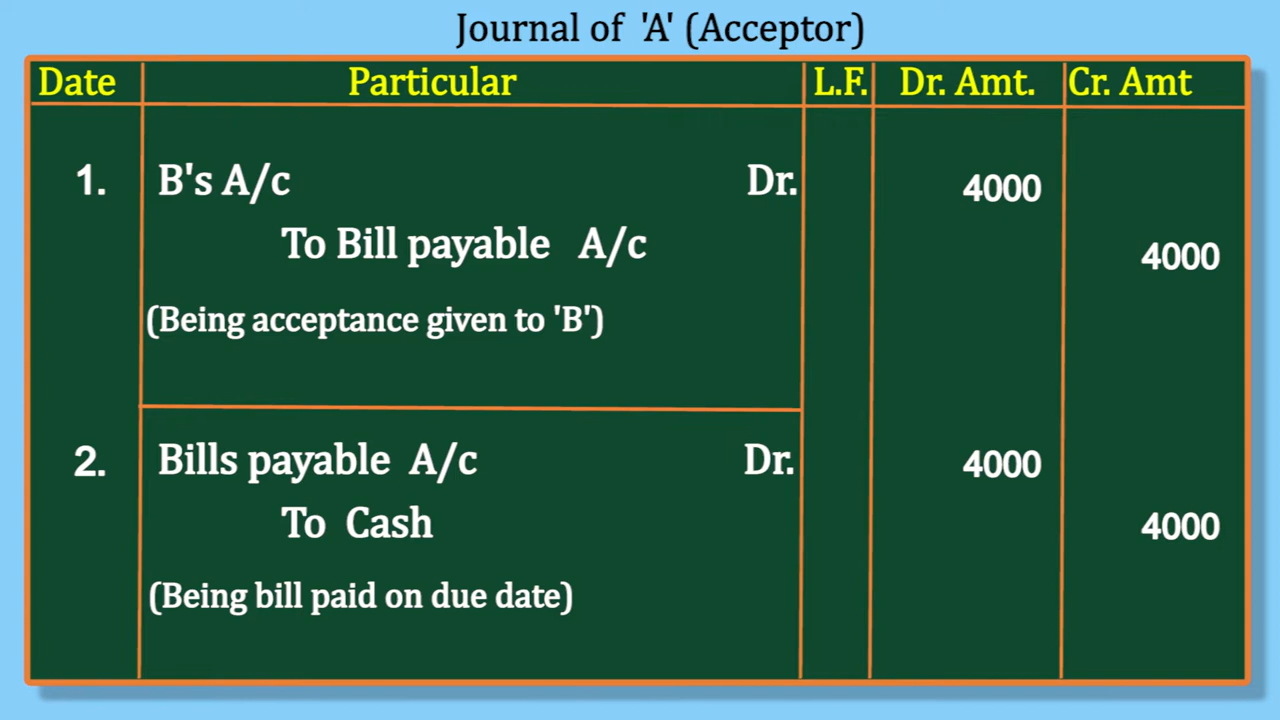 Journal of 'A' (Acceptor)
Date Particular L.F. Dr. Amt. Cr. Amt
1. B's A/c Dr. 4000
To Bill payable A/c 4000
(Being acceptance given to 'B')
2. Bills payable A/c Dr. 4000
To Cash 4000
(Being bill paid on due date)